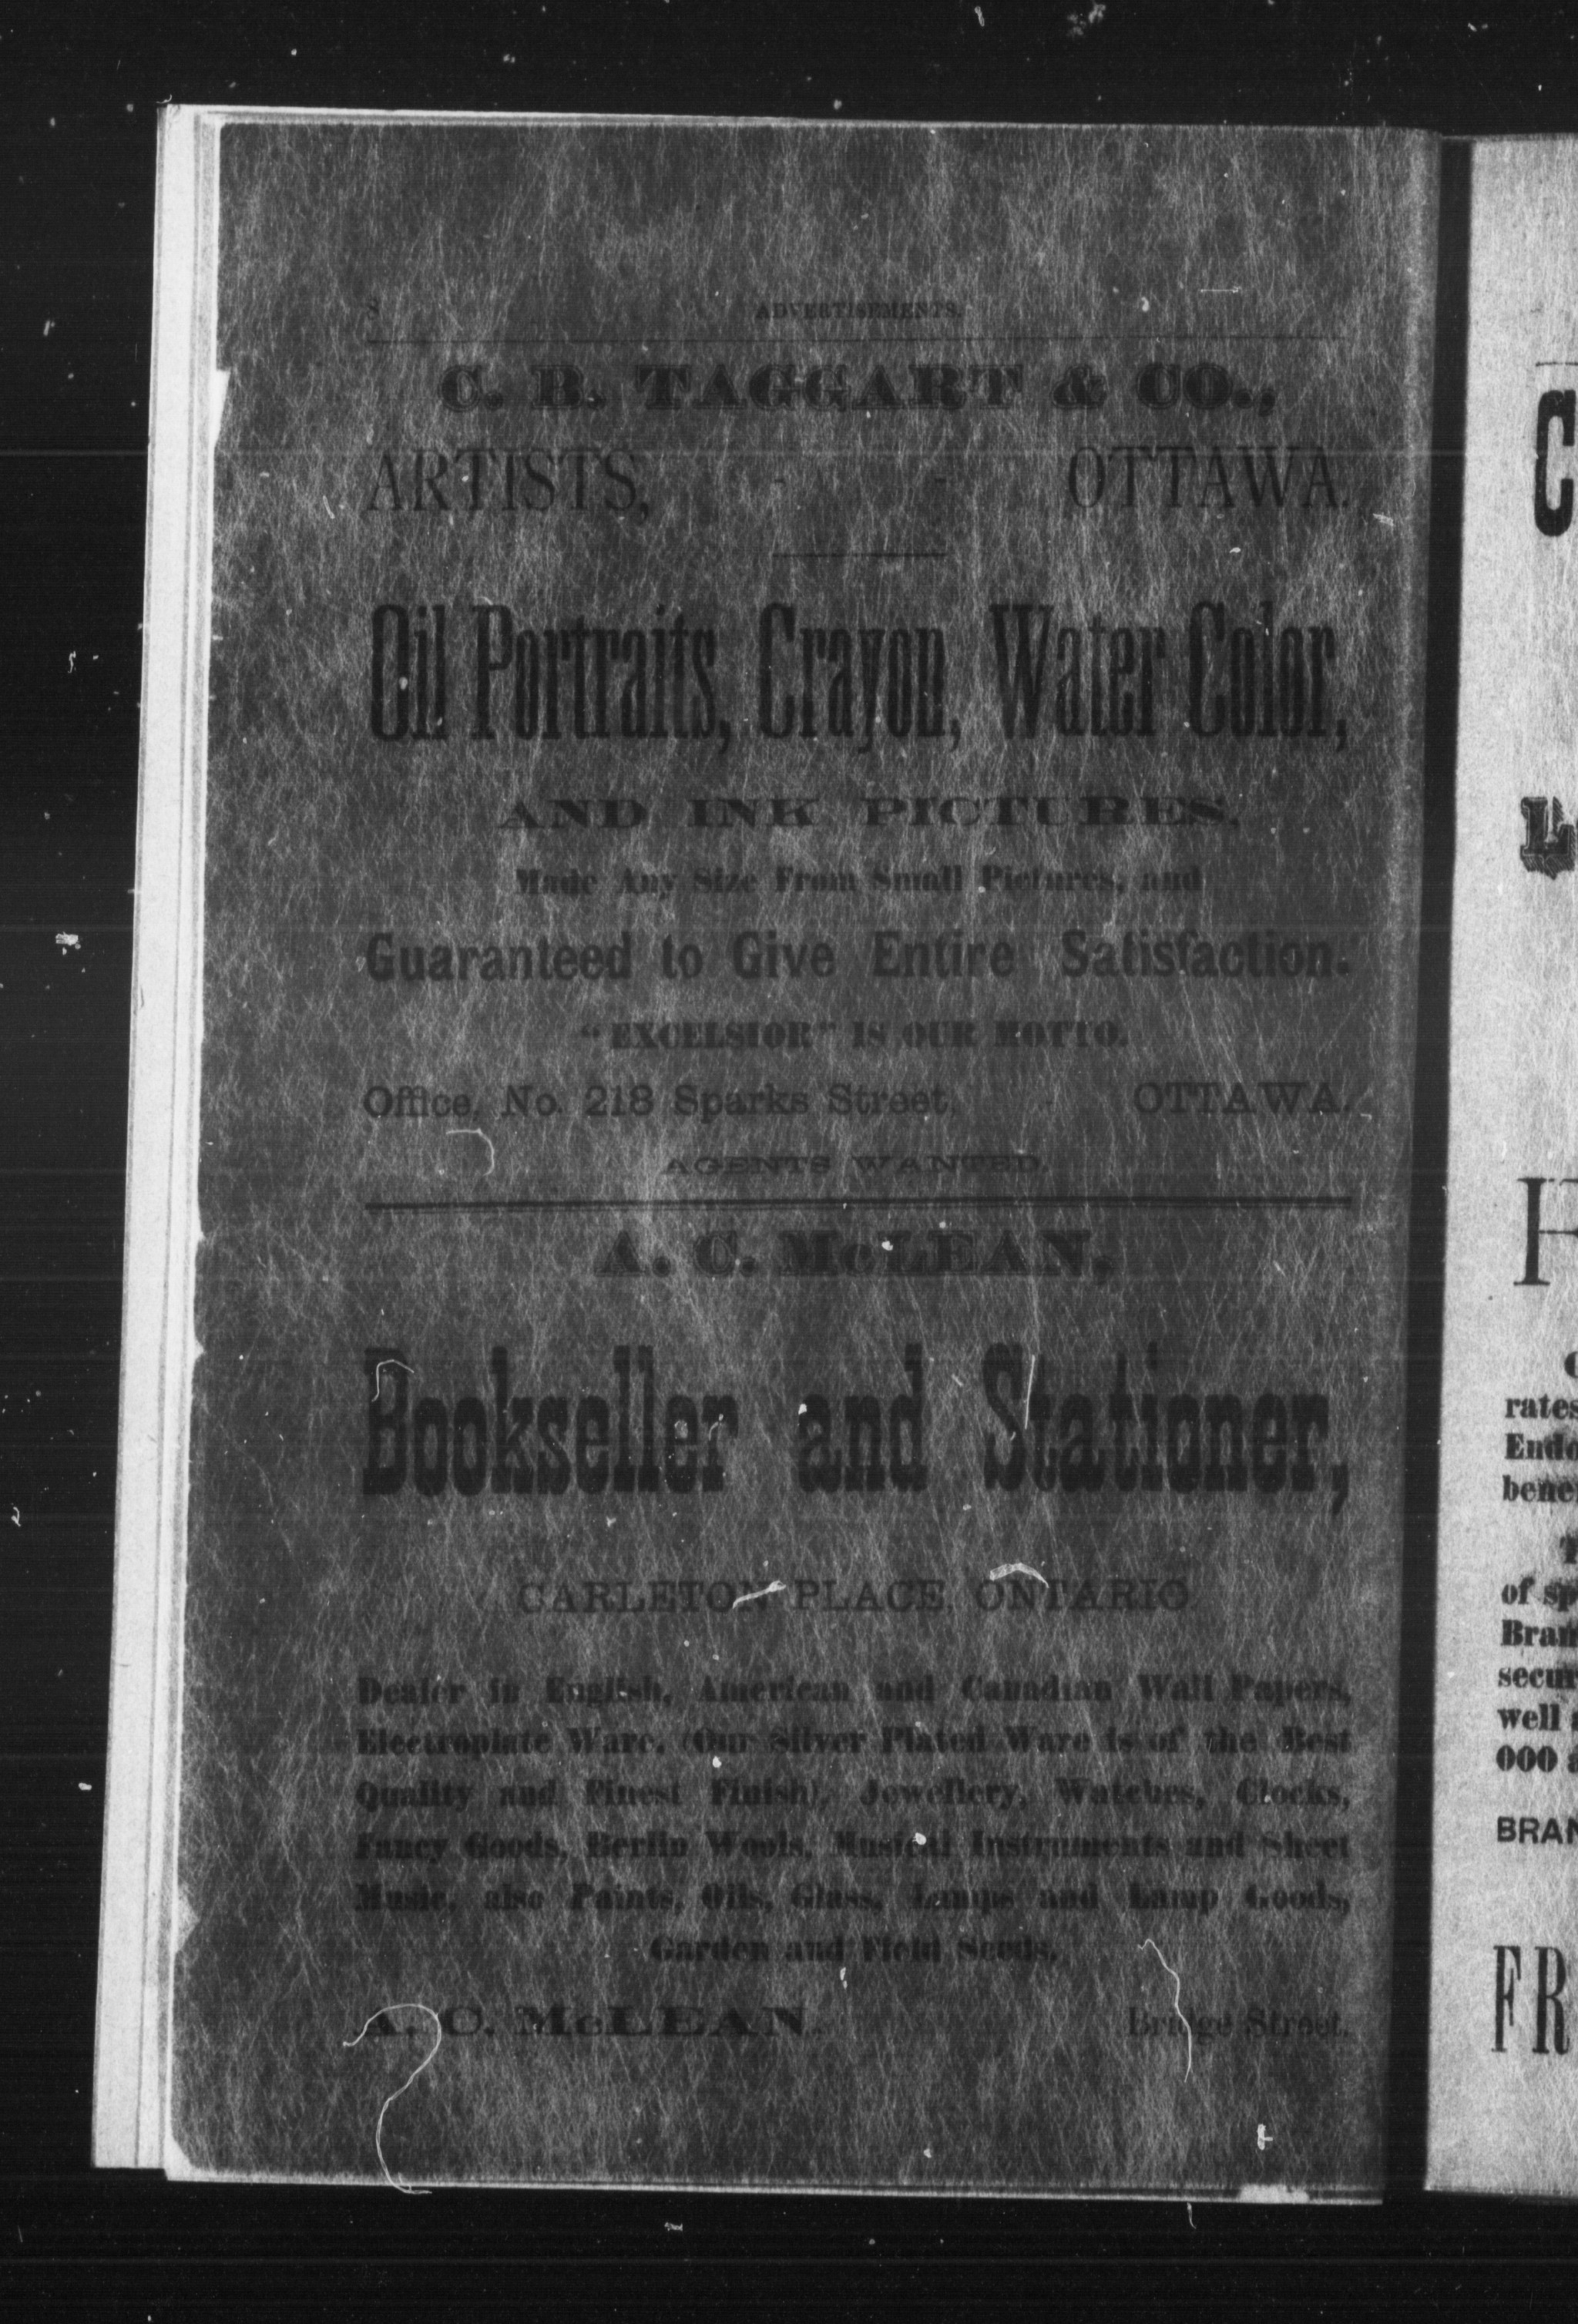 8
ADVERTISEMENTS.
C. B. TAGGART & CO.,
ARTISTS, - - OTTAWA.
Oil Portraits, Crayon, Water Color,
AND INK PICTURES.
Made Any Size From Small Pictures, and
Guaranteed to Give Entire Satisfaction.
"EXCELSIOR" IS OUR MOTTO.
Office, No. 218 Sparks Street, - OTTAWA.
AGENTS WANTED.
A. C. McLEAN,
Bookseller and Stationer,
CARLETON PLACE, ONTARIO
Dealer in English, American and Canadian Wall Papers,
Electroplate Ware. (Our Silver Plated Ware is of the Best
Quality and Finest Finish), Jewellery, Watches, Clocks,
Fancy Goods, Berlin Wools, Musical Instruments and Sheet
Music, also Paints, Oils, Glass, Lamps and Lamp Goods,
Garden and Field Seeds.
A. C. McLEAN. Bridge Street.
C
L
rates
of
well
000
BRAN
FR